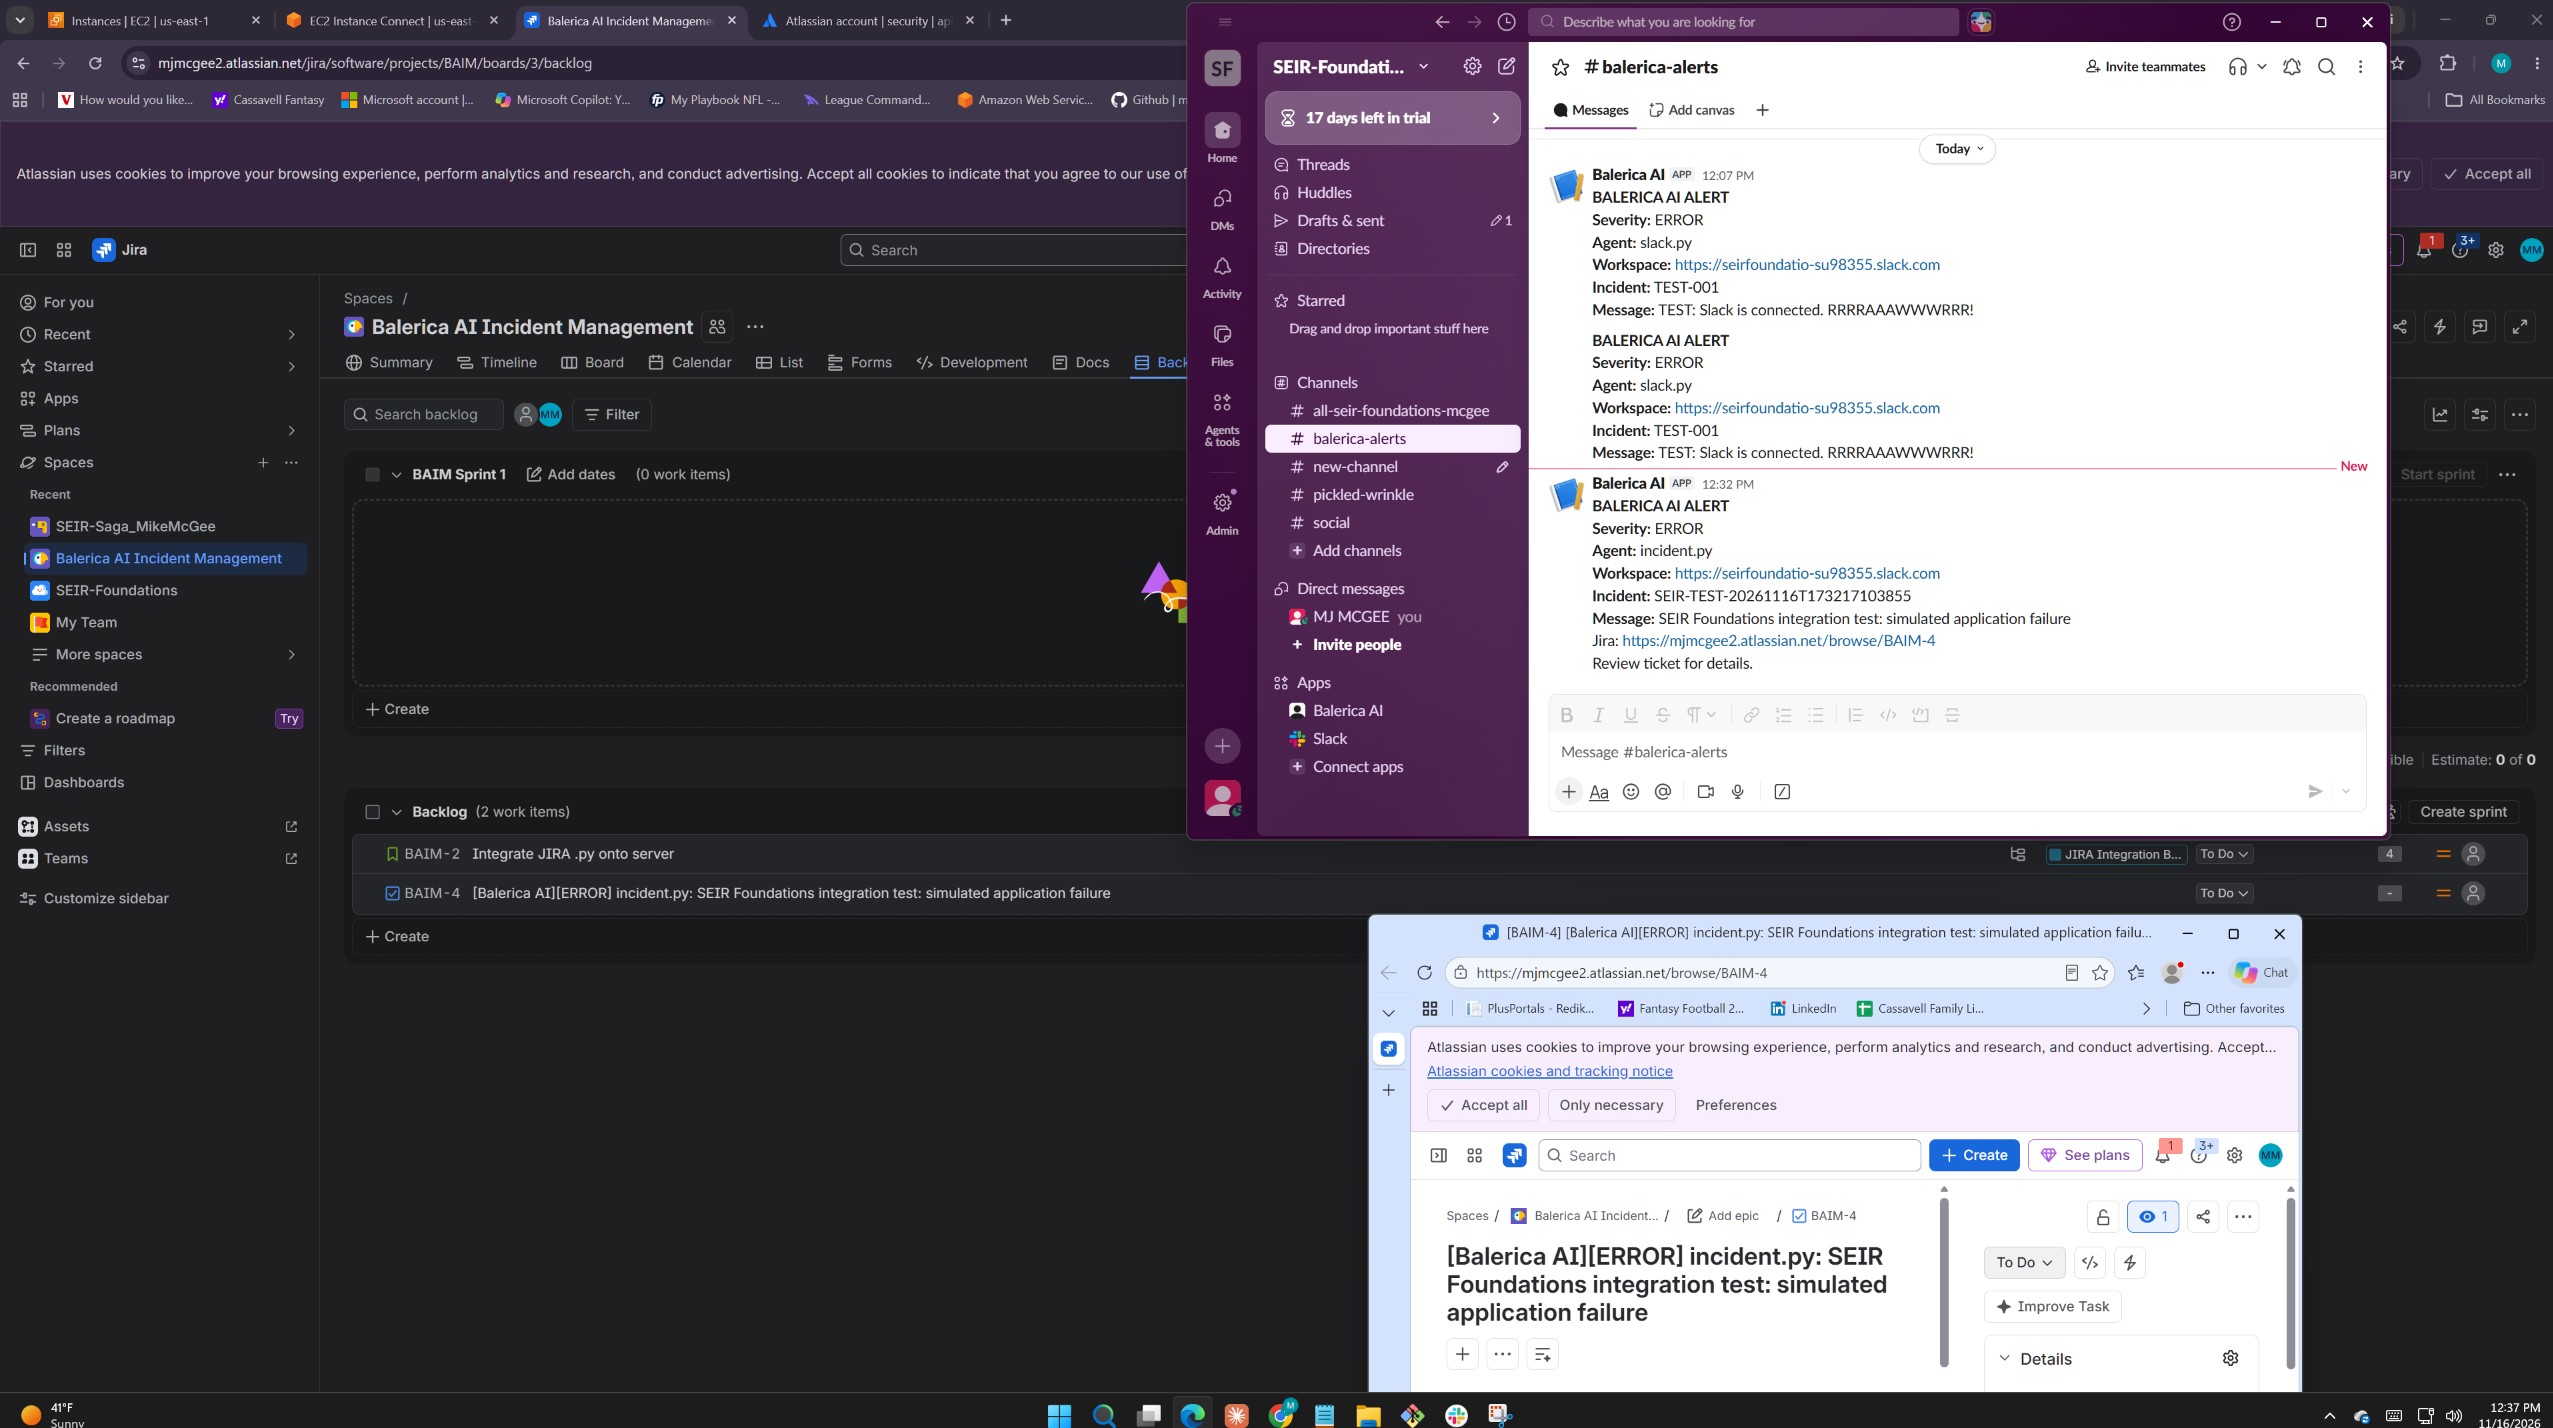 Instances | EC2 | us-east-1
EC2 Instance Connect | us-east-
Balerica AI Incident Manageme
Atlassian account | security | ap
mjmcgee2.atlassian.net/jira/software/projects/BAIM/boards/3/backlog
How would you like...
Cassavell Fantasy
Microsoft account |...
Microsoft Copilot: Y...
My Playbook NFL -...
League Command...
Amazon Web Servic...
Github | m
All Bookmarks
Atlassian uses cookies to improve your browsing experience, perform analytics and research, and conduct advertising. Accept all cookies to indicate that you agree to our use of
ary
Accept all
Jira
Search
1
3+
MM
For you
Recent
Starred
Apps
Plans
Spaces
Recent
SEIR-Saga_MikeMcGee
Balerica AI Incident Management
SEIR-Foundations
My Team
More spaces
Recommended
Create a roadmap
Try
Filters
Dashboards
Assets
Teams
Customize sidebar
Spaces /
Balerica AI Incident Management
Summary
Timeline
Board
Calendar
List
Forms
Development
Docs
Back
Search backlog
MM
Filter
BAIM Sprint 1
Add dates
(0 work items)
Start sprint
Create
ible
Estimate: 0 of 0
Backlog (2 work items)
Create sprint
BAIM-2 Integrate JIRA .py onto server
JIRA Integration B...
To Do
4
BAIM-4 [Balerica AI][ERROR] incident.py: SEIR Foundations integration test: simulated application failure
To Do
-
Create
Describe what you are looking for
SF
Home
DMs
Activity
Files
Agents
& tools
Admin
SEIR-Foundati...
17 days left in trial
Threads
Huddles
Drafts & sent
1
Directories
Starred
Drag and drop important stuff here
Channels
# all-seir-foundations-mcgee
# balerica-alerts
# new-channel
# pickled-wrinkle
# social
+ Add channels
Direct messages
MJ MCGEE you
+ Invite people
Apps
Balerica AI
Slack
+ Connect apps
# balerica-alerts
Invite teammates
Messages
Add canvas
Today
Balerica AI APP 12:07 PM
BALERICA AI ALERT
Severity: ERROR
Agent: slack.py
Workspace: https://seirfoundatio-su98355.slack.com
Incident: TEST-001
Message: TEST: Slack is connected. RRRRAAAWWWRRR!
BALERICA AI ALERT
Severity: ERROR
Agent: slack.py
Workspace: https://seirfoundatio-su98355.slack.com
Incident: TEST-001
Message: TEST: Slack is connected. RRRRAAAWWWRRR!
New
Balerica AI APP 12:32 PM
BALERICA AI ALERT
Severity: ERROR
Agent: incident.py
Workspace: https://seirfoundatio-su98355.slack.com
Incident: SEIR-TEST-20261116T173217103855
Message: SEIR Foundations integration test: simulated application failure
Jira: https://mjmcgee2.atlassian.net/browse/BAIM-4
Review ticket for details.
Message #balerica-alerts
Aa
[BAIM-4] [Balerica AI][ERROR] incident.py: SEIR Foundations integration test: simulated application failu...
https://mjmcgee2.atlassian.net/browse/BAIM-4
Chat
PlusPortals - Redik...
Fantasy Football 2...
LinkedIn
Cassavell Family Li...
Other favorites
Atlassian uses cookies to improve your browsing experience, perform analytics and research, and conduct advertising. Accept...
Atlassian cookies and tracking notice
Accept all
Only necessary
Preferences
Search
Create
See plans
1
3+
MM
Spaces / Balerica AI Incident... / Add epic / BAIM-4
1
[Balerica AI][ERROR] incident.py: SEIR
Foundations integration test: simulated
application failure
To Do
Improve Task
Details
41°F
Sunny
12:37 PM
11/16/2026